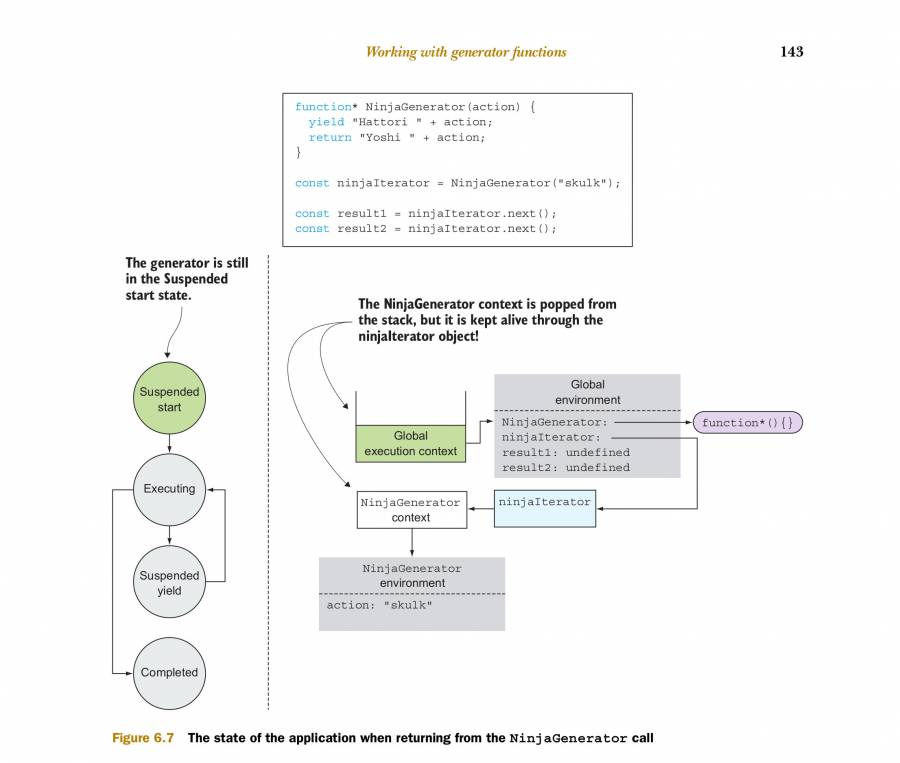 Working with generator functions 143
function* NinjaGenerator(action) {
yield "Hattori " + action;
return "Yoshi " + action;
}
const ninjaIterator = NinjaGenerator("skulk");
const result1 = ninjaIterator.next();
const result2 = ninjaIterator.next();
The generator is still
in the Suspended
start state.
The NinjaGenerator context is popped from
the stack, but it is kept alive through the
ninjaIterator object!
Suspended
start
Executing
Suspended
yield
Completed
Global
execution context
Global
environment
NinjaGenerator:
ninjaIterator:
result1: undefined
result2: undefined
function*(){}
NinjaGenerator
context
ninjaIterator
NinjaGenerator
environment
action: "skulk"
Figure 6.7 The state of the application when returning from the NinjaGenerator call